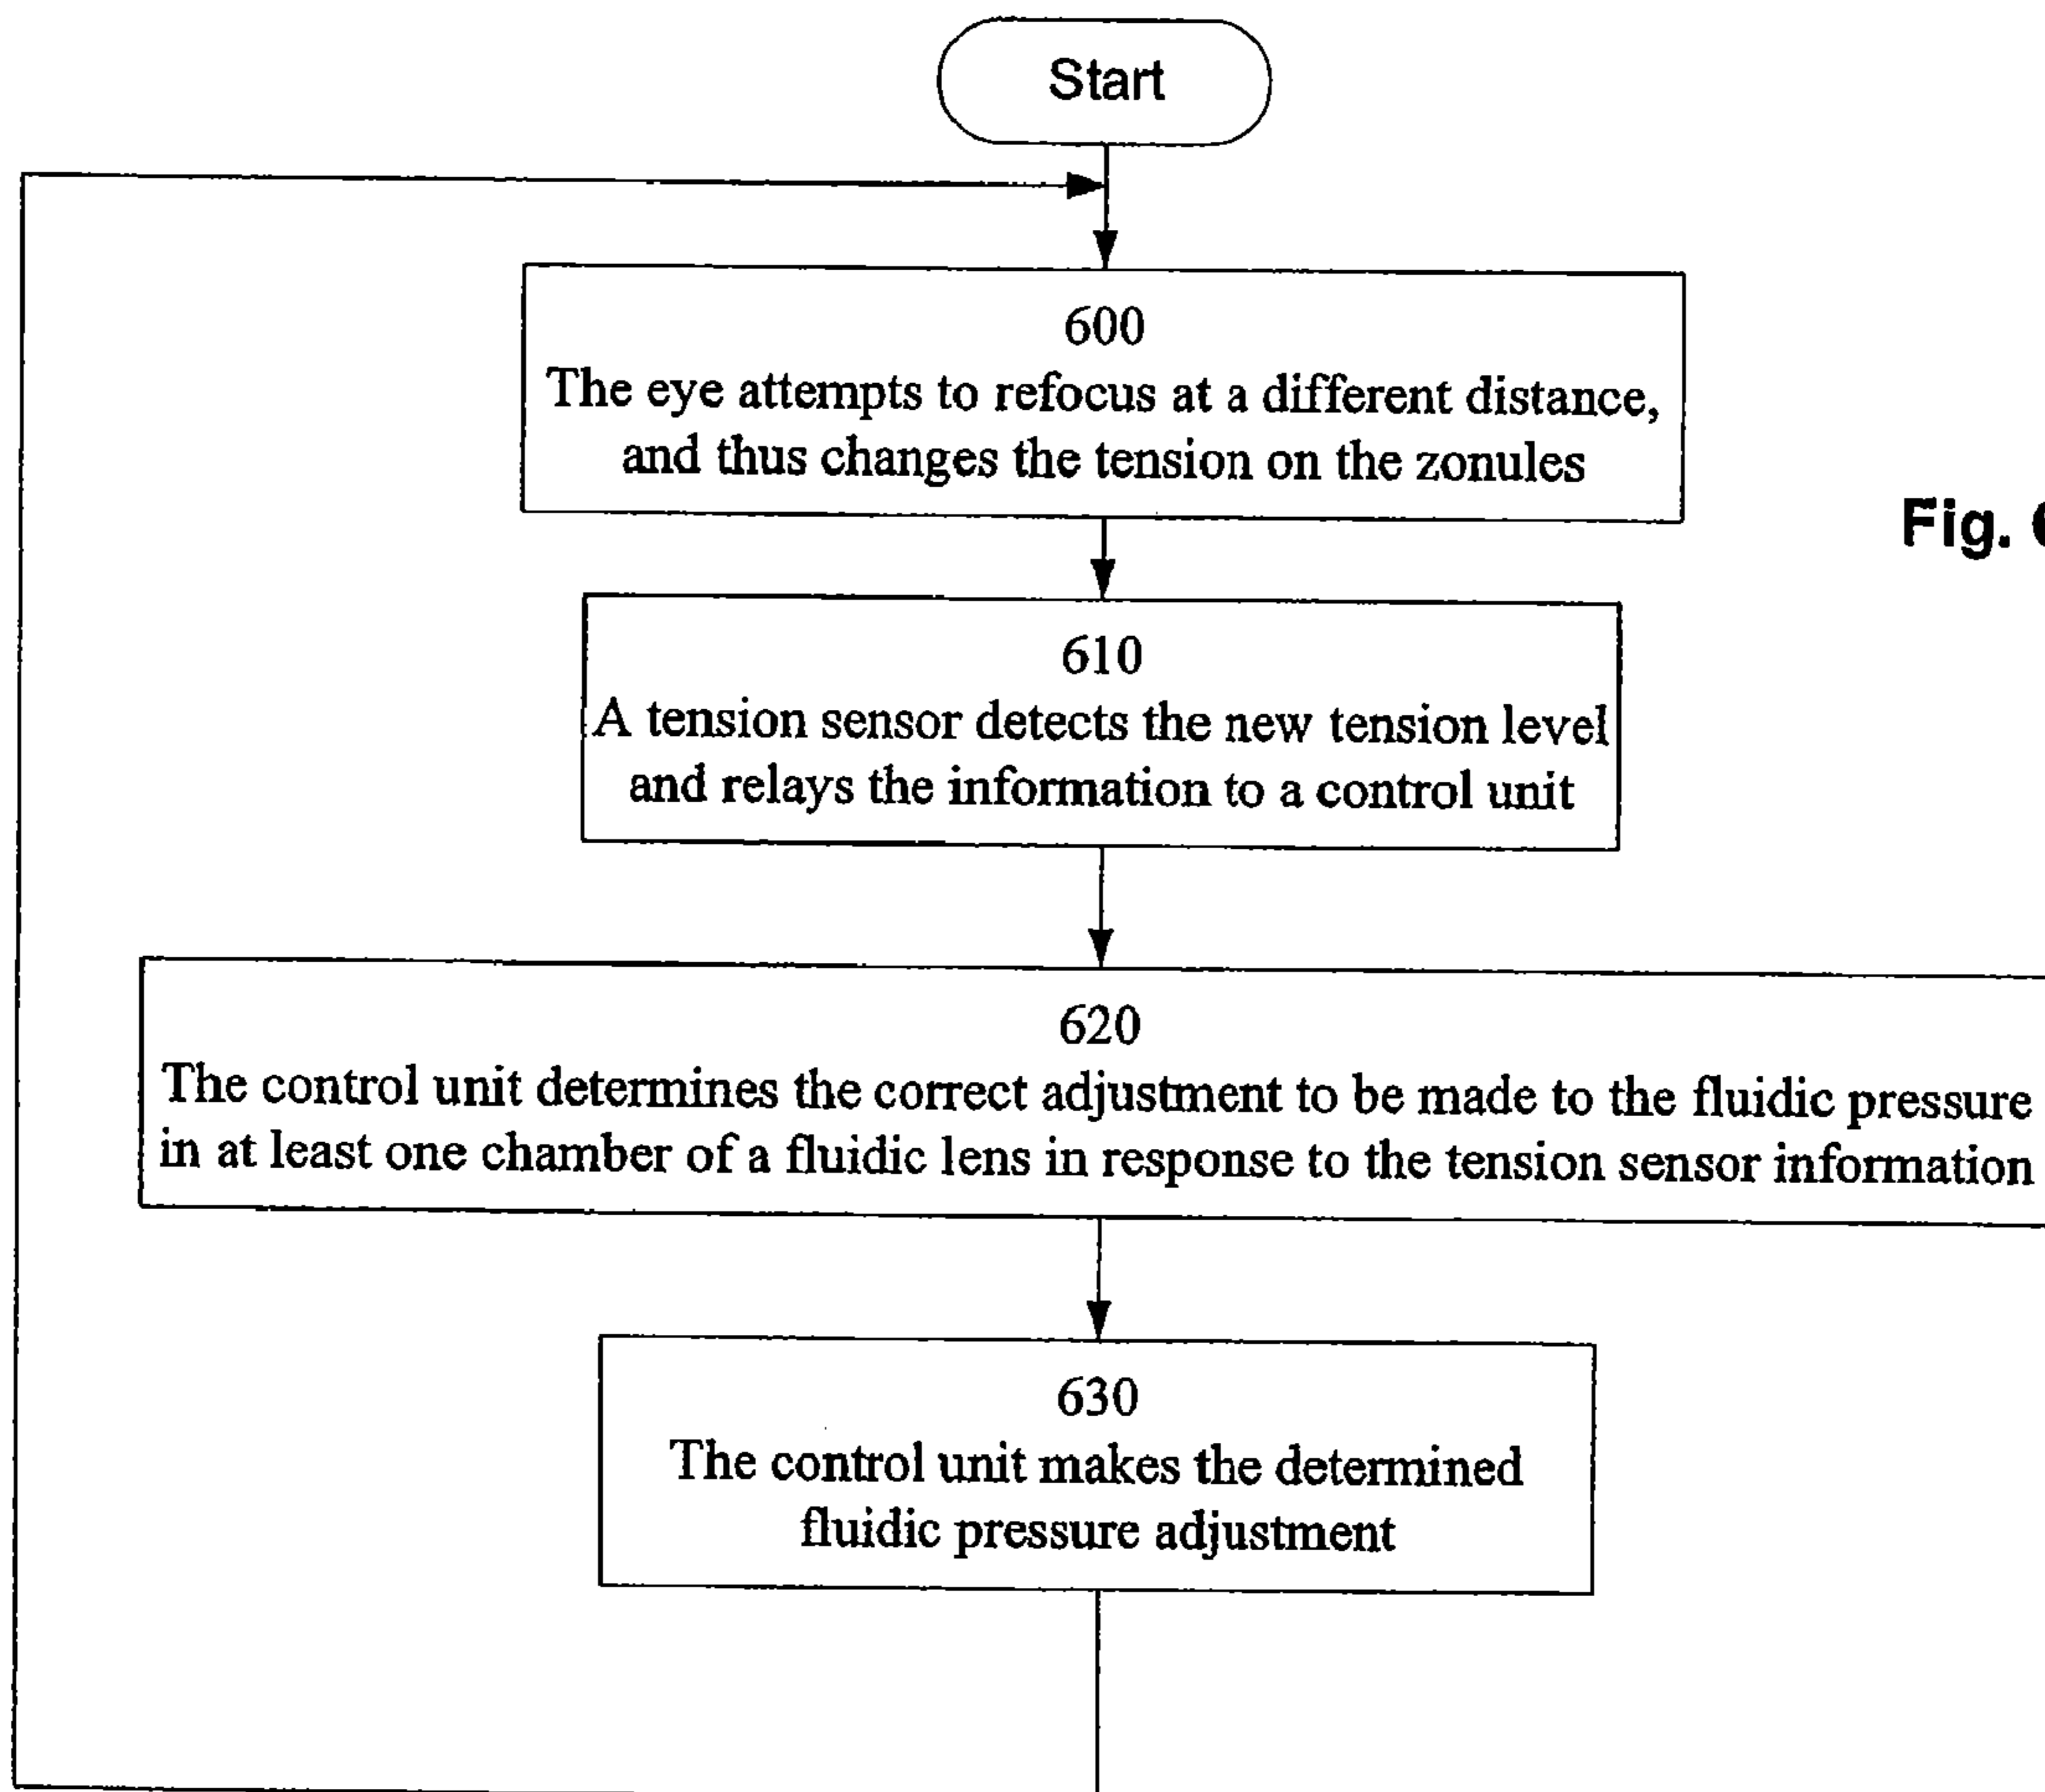 Start
600
The eye attempts to refocus at a different distance,
and thus changes the tension on the zonules
Fig.
610
A tension sensor detects the new tension level
and relays the information to a control unit
620
The control unit determines the correct adjustment to be made to the fluidic pressure
in at least one chamber of a fluidic lens in response to the tension sensor information
630
The control unit makes the determined
fluidic pressure adjustment